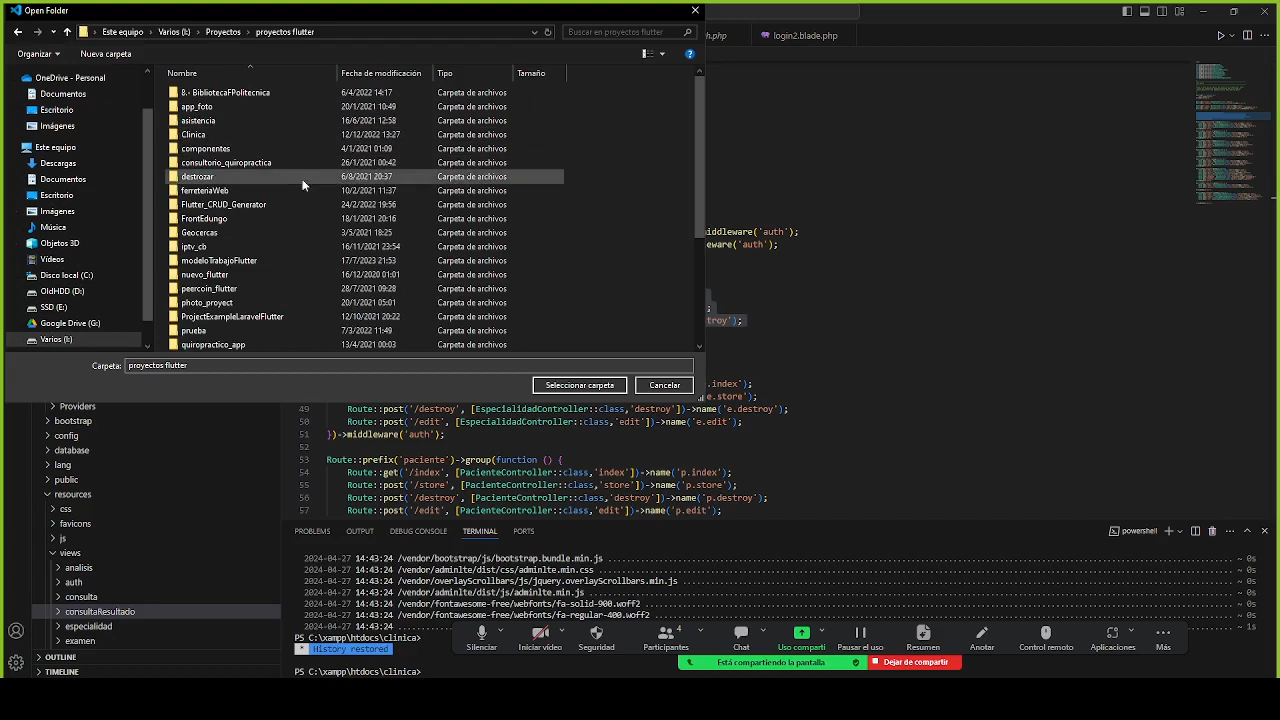 Open Folder
Este equipo > Varios (I:) > Proyectos > proyectos flutter
Buscar en proyectos flutter
Organizar
Nueva carpeta
Nombre Fecha de modificación Tipo Tamaño
OneDrive - Personal
Documentos
Escritorio
Imágenes
Este equipo
Descargas
Documentos
Escritorio
Imágenes
Música
Objetos 3D
Vídeos
Disco local (C:)
OldHDD (D:)
SSD (E:)
Google Drive (G:)
Varios (I:)
8.- BibliotecaFPolitecnica 6/4/2022 14:17 Carpeta de archivos
app_foto 20/1/2021 10:49 Carpeta de archivos
asistencia 16/6/2021 12:58 Carpeta de archivos
Clinica 12/12/2022 13:27 Carpeta de archivos
componentes 4/1/2021 01:09 Carpeta de archivos
consultorio_quiropractica 26/1/2021 00:42 Carpeta de archivos
destrozar 6/8/2021 20:37 Carpeta de archivos
ferreteriaWeb 10/2/2021 11:37 Carpeta de archivos
Flutter_CRUD_Generator 24/2/2022 19:56 Carpeta de archivos
FrontEdungo 18/1/2021 20:16 Carpeta de archivos
Geocercas 3/5/2021 18:25 Carpeta de archivos
iptv_cb 16/11/2021 23:54 Carpeta de archivos
modeloTrabajoFlutter 17/7/2023 21:53 Carpeta de archivos
nuevo_flutter 16/12/2020 01:01 Carpeta de archivos
peercoin_flutter 28/7/2021 09:28 Carpeta de archivos
photo_proyect 20/1/2021 05:01 Carpeta de archivos
ProjectExampleLaravelFlutter 12/10/2021 20:22 Carpeta de archivos
prueba 7/3/2022 11:49 Carpeta de archivos
quiropractico_app 13/4/2021 00:03 Carpeta de archivos
Carpeta: proyectos flutter
Seleccionar carpeta
Cancelar
login2.blade.php
iddleware('auth');
eware('auth');
;
troy');
.index');
e.store');
49 Route::post('/destroy', [EspecialidadController::class,'destroy'])->name('e.destroy');
50 Route::post('/edit', [EspecialidadController::class,'edit'])->name('e.edit');
51 })->middleware('auth');
52
53 Route::prefix('paciente')->group(function () {
54 Route::get('/index', [PacienteController::class,'index'])->name('p.index');
55 Route::post('/store', [PacienteController::class,'store'])->name('p.store');
56 Route::post('/destroy', [PacienteController::class,'destroy'])->name('p.destroy');
57 Route::post('/edit', [PacienteController::class,'edit'])->name('p.edit');
Providers
bootstrap
config
database
lang
public
resources
css
favicons
js
views
analisis
auth
consulta
consultaResultado
especialidad
examen
OUTLINE
TIMELINE
PROBLEMS OUTPUT DEBUG CONSOLE TERMINAL PORTS
powershell
2024-04-27 14:43:24 /vendor/bootstrap/js/bootstrap.bundle.min.js ~ 0s
2024-04-27 14:43:24 /vendor/adminlte/dist/css/adminlte.min.css ~ 0s
2024-04-27 14:43:24 /vendor/overlayScrollbars/js/jquery.overlayScrollbars.min.js ~ 0s
2024-04-27 14:43:24 /vendor/adminlte/dist/js/adminlte.min.js ~ 0s
2024-04-27 14:43:24 /vendor/fontawesome-free/webfonts/fa-solid-900.woff2 ~ 0s
2024-04-27 14:43:24 /vendor/fontawesome-free/webfonts/fa-regular-400.woff2 ~ 0s
2024-04-27 14:43:24 ~ 1s
PS C:\xampp\htdocs\clinica>
* History restored
PS C:\xampp\htdocs\clinica>
4
Silenciar
Iniciar vídeo
Seguridad
Participantes
Chat
Uso comparti
Pausar el uso
Resumen
Anotar
Control remoto
Aplicaciones
Más
Está compartiendo la pantalla
Dejar de compartir